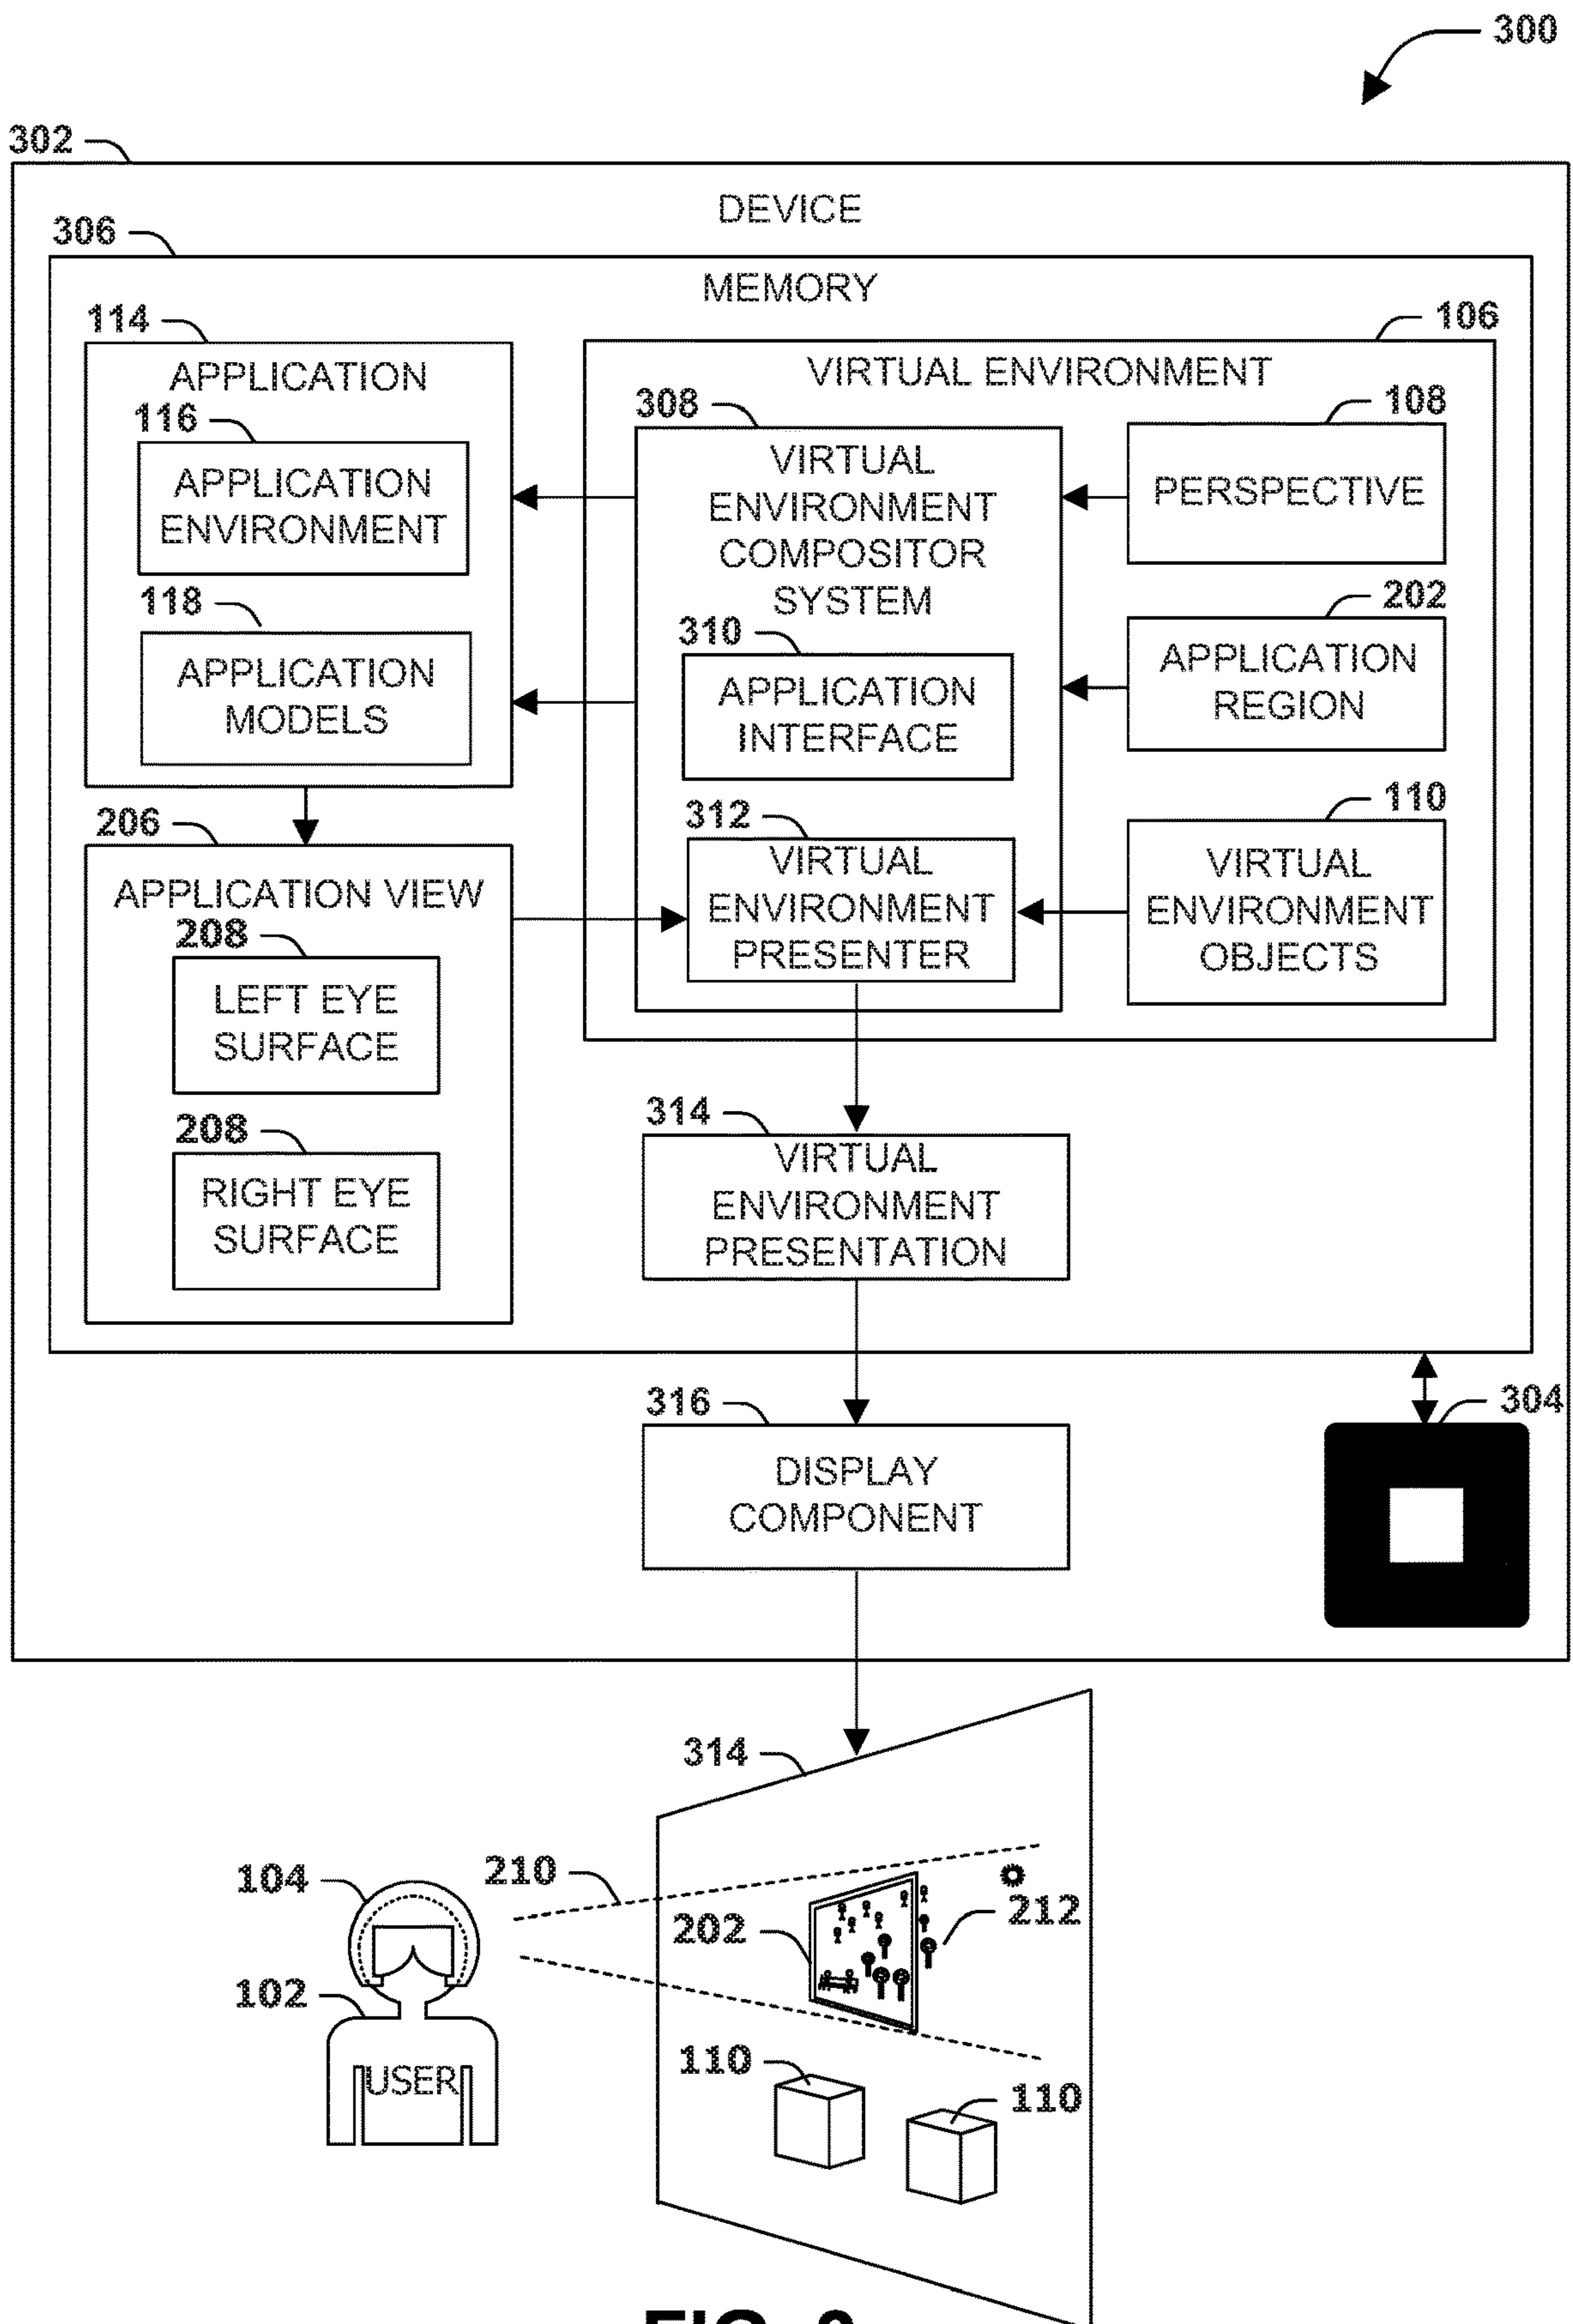 300
302
DEVICE
306
MEMORY
114
106
APPLICATION
VIRTUAL ENVIRONMENT
116
308
108
APPLICATION
ENVIRONMENT
VIRTUAL
ENVIRONMENT
COMPOSITOR
SYSTEM
PERSPECTIVE
118
202
APPLICATION
MODELS
310
APPLICATION
INTERFACE
APPLICATION
REGION
206
312
110
APPLICATION VIEW
VIRTUAL
ENVIRONMENT
PRESENTER
VIRTUAL
ENVIRONMENT
OBJECTS
208
LEFT EYE
SURFACE
208
RIGHT EYE
SURFACE
314
VIRTUAL
ENVIRONMENT
PRESENTATION
316
304
DISPLAY
COMPONENT
314
104
210
202
212
102
USER
110
110